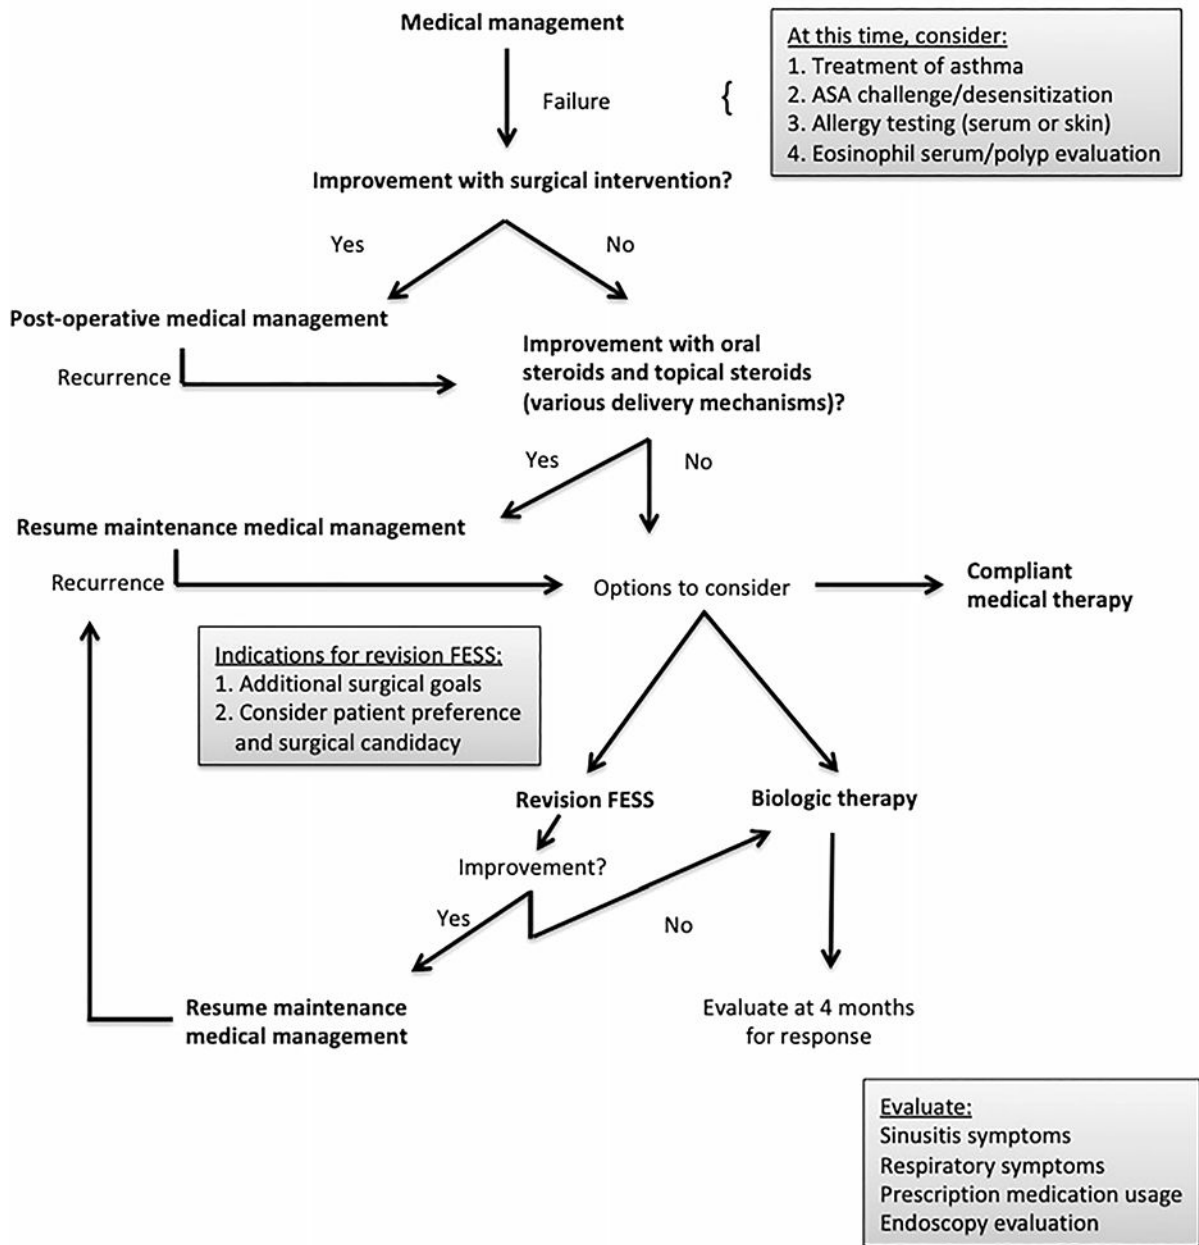 Medical management
At this time, consider:
1. Treatment of asthma
2. ASA challenge/desensitization
3. Allergy testing (serum or skin)
4. Eosinophil serum/polyp evaluation
Failure
{
Improvement with surgical intervention?
Yes
No
Post-operative medical management
Recurrence
Improvement with oral
steroids and topical steroids
(various delivery mechanisms)?
Yes
No
Resume maintenance medical management
Recurrence
Options to consider
Compliant
medical therapy
Indications for revision FESS:
1. Additional surgical goals
2. Consider patient preference
and surgical candidacy
Revision FESS
Biologic therapy
Improvement?
Yes
No
Resume maintenance
medical management
Evaluate at 4 months
for response
Evaluate:
Sinusitis symptoms
Respiratory symptoms
Prescription medication usage
Endoscopy evaluation